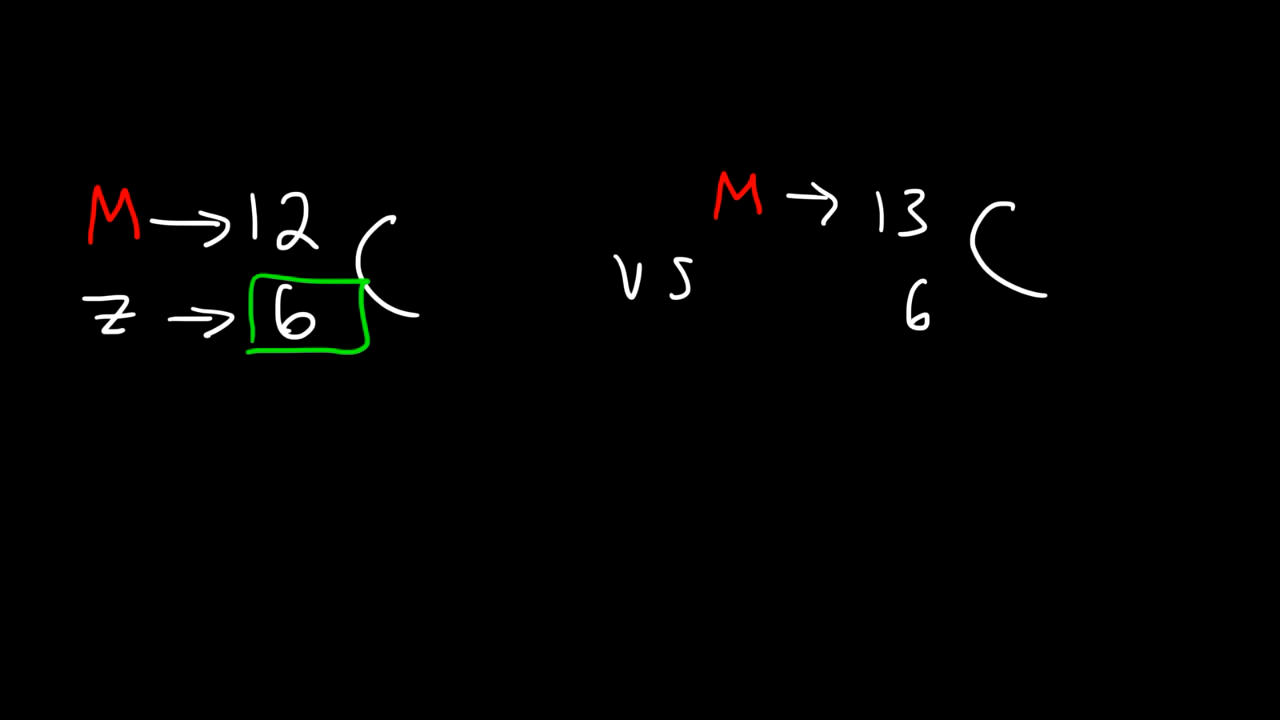 M → 12 C vs M → 13 C
Z → 6 6